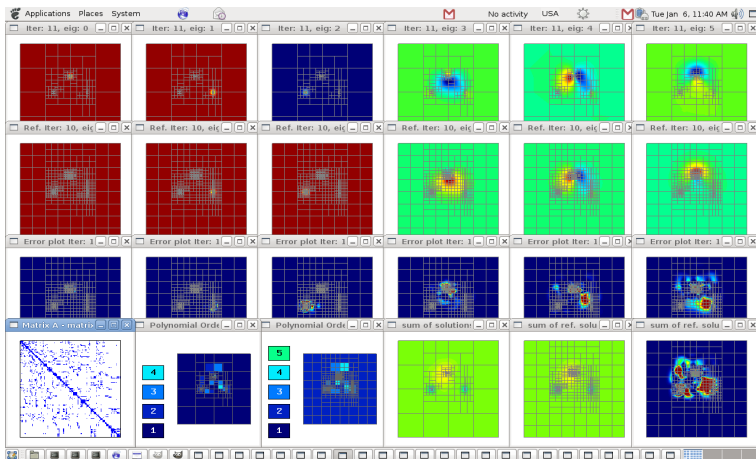 Applications Places System No activity USA Tue Jan 6, 11:40 AM
Iter: 11, eig: 0 Iter: 11, eig: 1 Iter: 11, eig: 2 Iter: 11, eig: 3 Iter: 11, eig: 4 Iter: 11, eig: 5
Ref. Iter: 10, eig Ref. Iter: 10, eig Ref. Iter: 10, eig Ref. Iter: 10, eig Ref. Iter: 10, eig Ref. Iter: 10, eig
Error plot Iter: 1 Error plot Iter: 1 Error plot Iter: 1 Error plot Iter: 1 Error plot Iter: 1 Error plot Iter: 1
Matrix A - matrix Polynomial Orde Polynomial Orde sum of solution sum of ref. solu sum of ref. solu
5
4 4
3 3
2 2
1 1